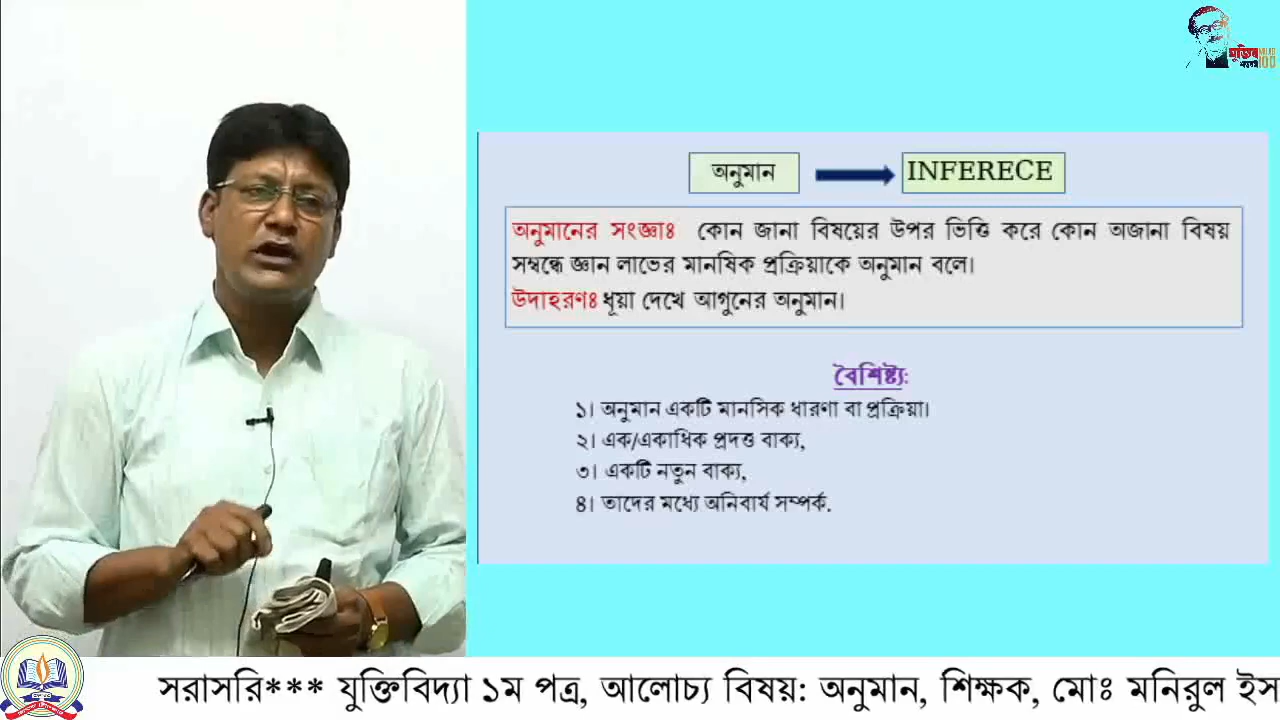 মুজিব
100
অনুমান
INFERECE
অনুমানের সংজ্ঞাঃ কোন জানা বিষয়ের উপর ভিত্তি করে কোন অজানা বিষয়
সম্বন্ধে জ্ঞান লাভের মানষিক প্রক্রিয়াকে অনুমান বলে।
উদাহরণঃ ধূয়া দেখে আগুনের অনুমান।
বৈশিষ্ট্য:
১। অনুমান একটি মানসিক ধারণা বা প্রক্রিয়া।
২। এক/একাধিক প্রদত্ত বাক্য,
৩। একটি নতুন বাক্য,
৪। তাদের মধ্যে অনিবার্য সম্পর্ক.
সরাসরি*** যুক্তিবিদ্যা ১ম পত্র, আলোচ্য বিষয়: অনুমান, শিক্ষক, মোঃ মনিরুল ইস